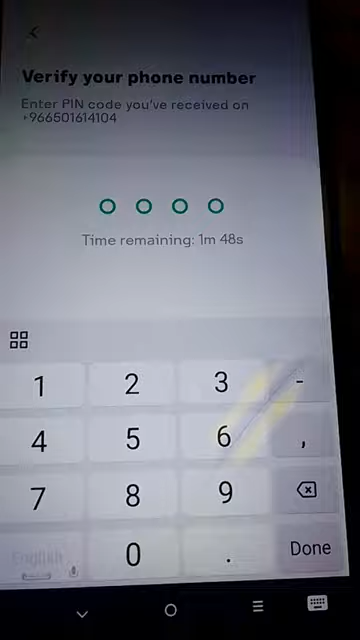 Verify your phone number
Enter PIN code you've received on
+966501614104
Time remaining: 1m 48s
1 2 3 -
4 5 6 ,
7 8 9
English 0 . Done